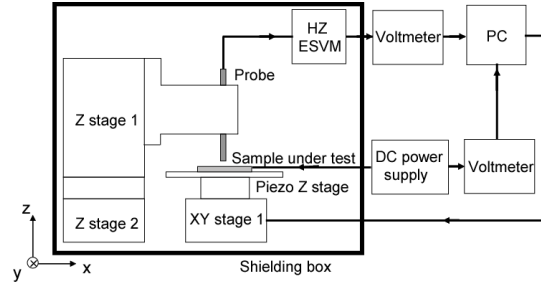 HZ
ESVM
Voltmeter
PC
Probe
Z stage 1
Sample under test
DC power
supply
Voltmeter
Piezo Z stage
Z stage 2
XY stage 1
z
y
x
Shielding box